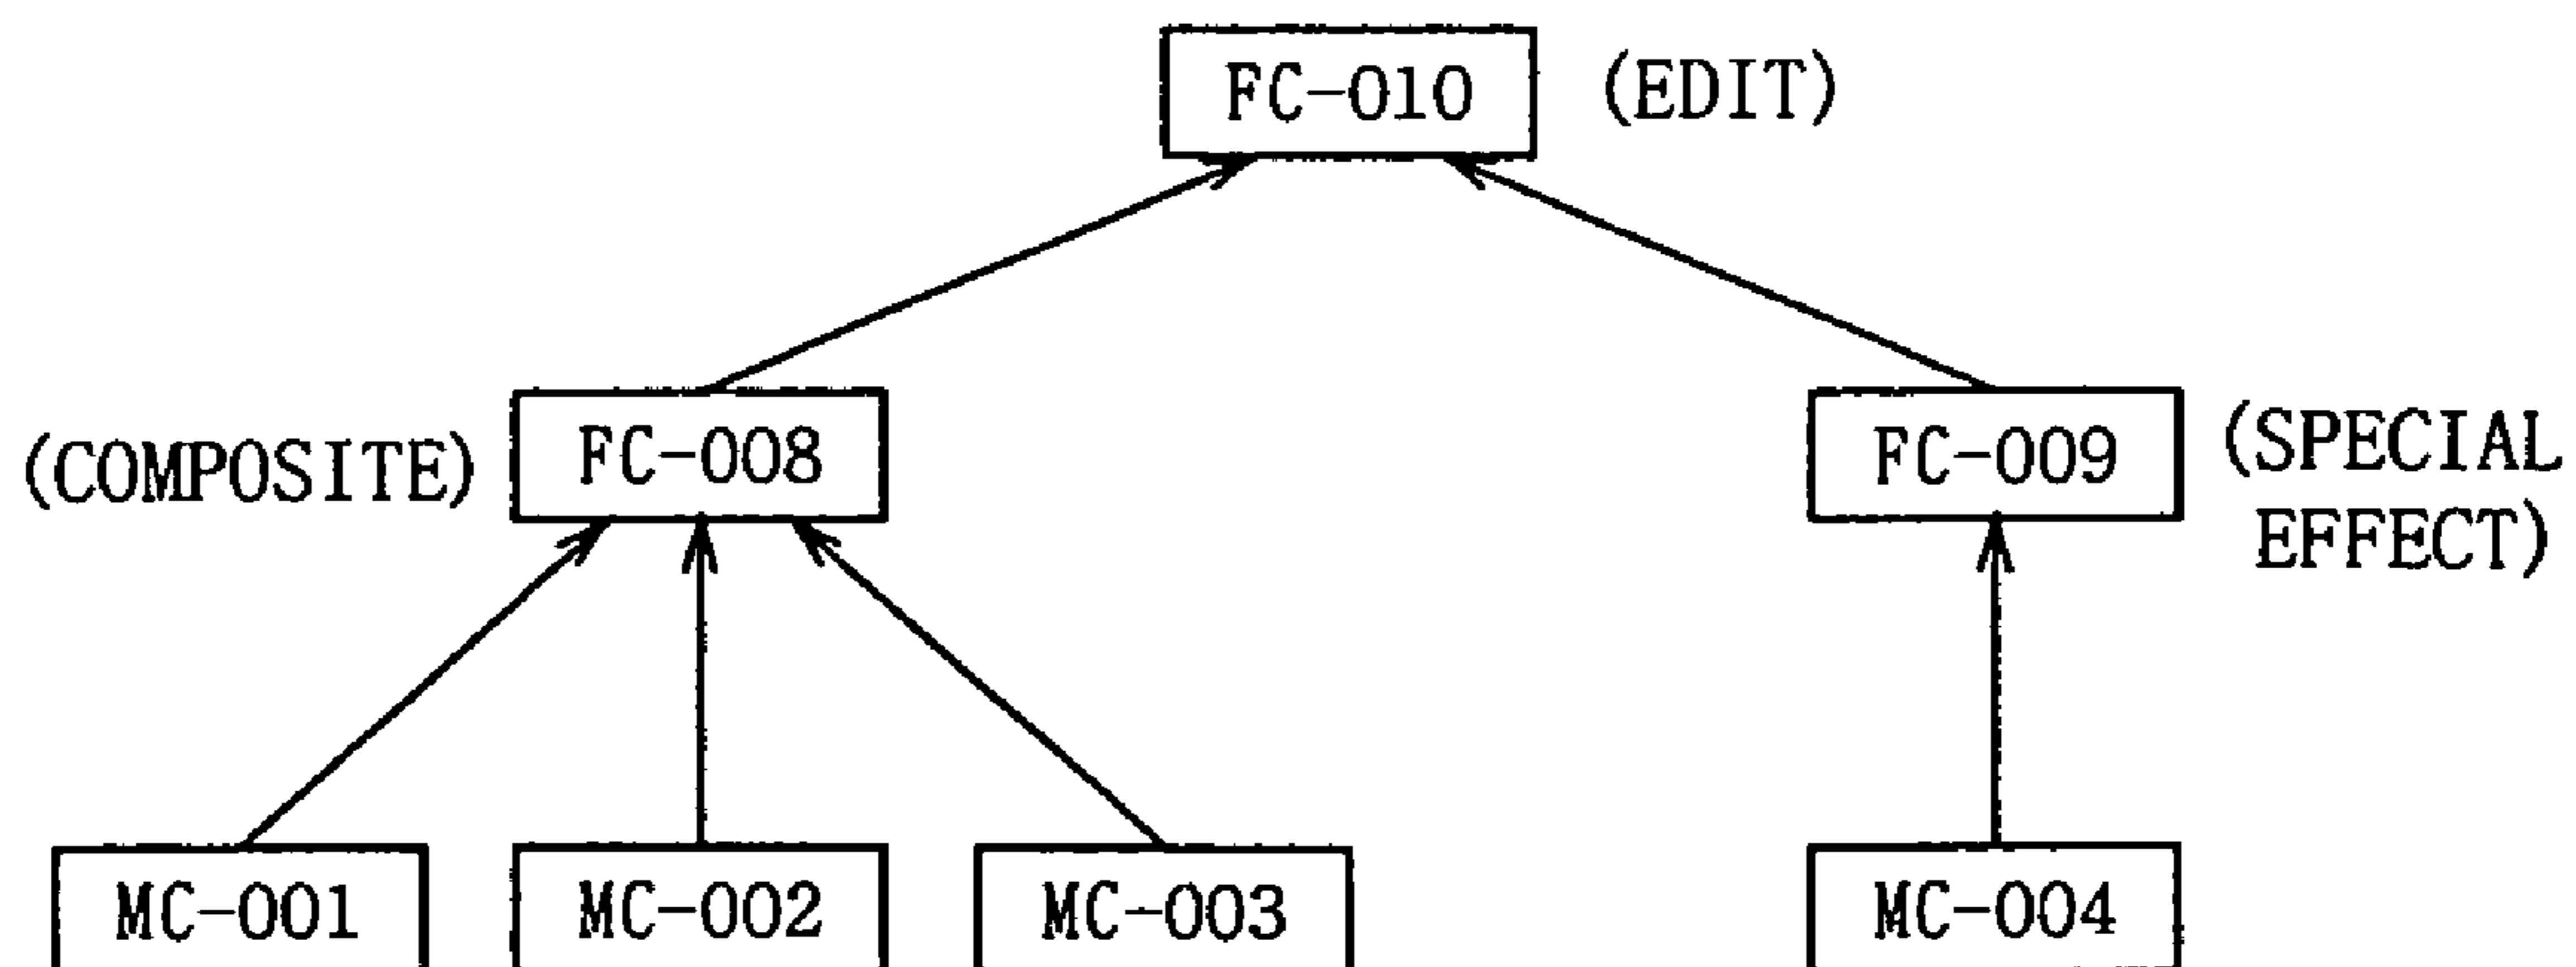 FC-010 (EDIT)
(COMPOSITE) FC-008 FC-009 (SPECIAL
EFFECT)
MC-001 MC-002 MC-003 MC-004